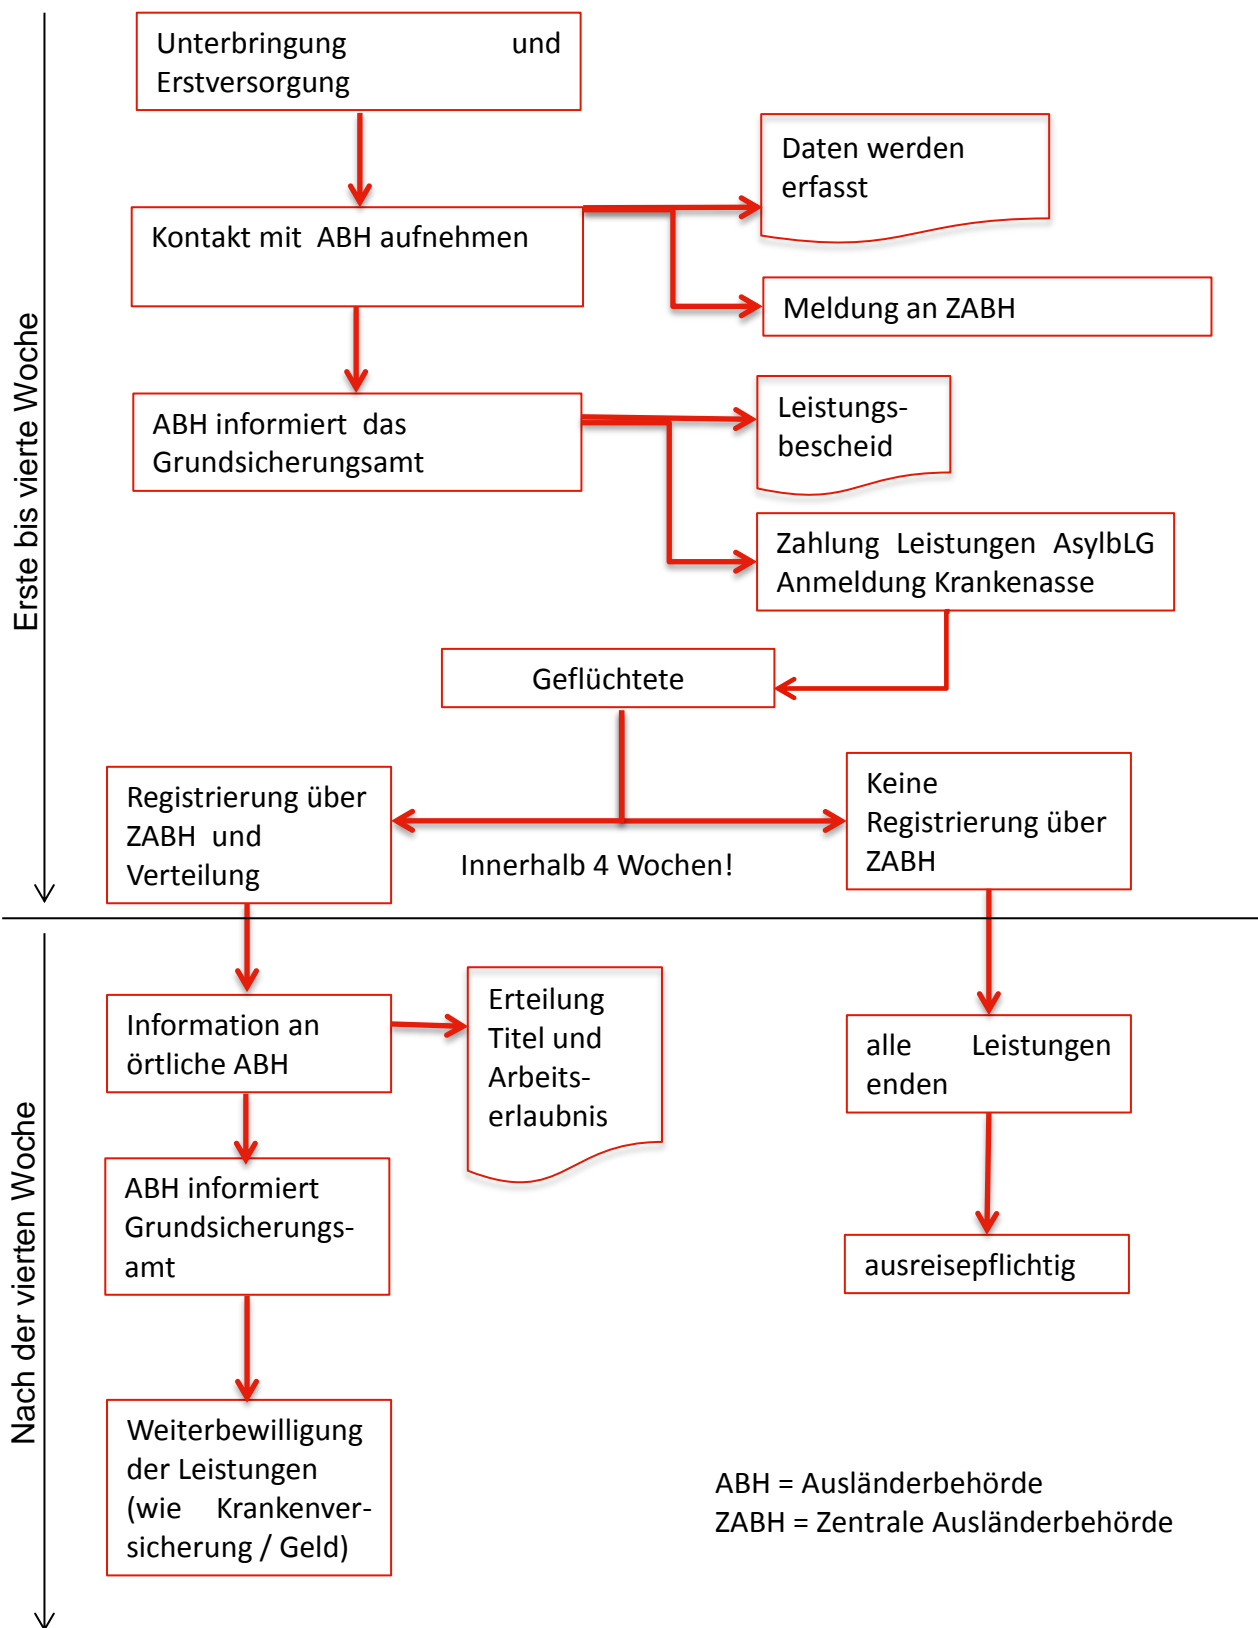 Unterbringung und
Erstversorgung
Daten werden
erfasst
Kontakt mit ABH aufnehmen
Meldung an ZABH
Erste bis vierte Woche
ABH informiert das
Grundsicherungsamt
Leistungs-
bescheid
Zahlung Leistungen AsylbLG
Anmeldung Krankenasse
Geflüchtete
Registrierung über
ZABH und
Verteilung
Innerhalb 4 Wochen!
Keine
Registrierung über
ZABH
Nach der vierten Woche
Information an
örtliche ABH
Erteilung
Titel und
Arbeits-
erlaubnis
alle Leistungen
enden
ABH informiert
Grundsicherungs-
amt
ausreisepflichtig
Weiterbewilligung
der Leistungen
(wie Krankenver-
sicherung / Geld)
ABH = Ausländerbehörde
ZABH = Zentrale Ausländerbehörde